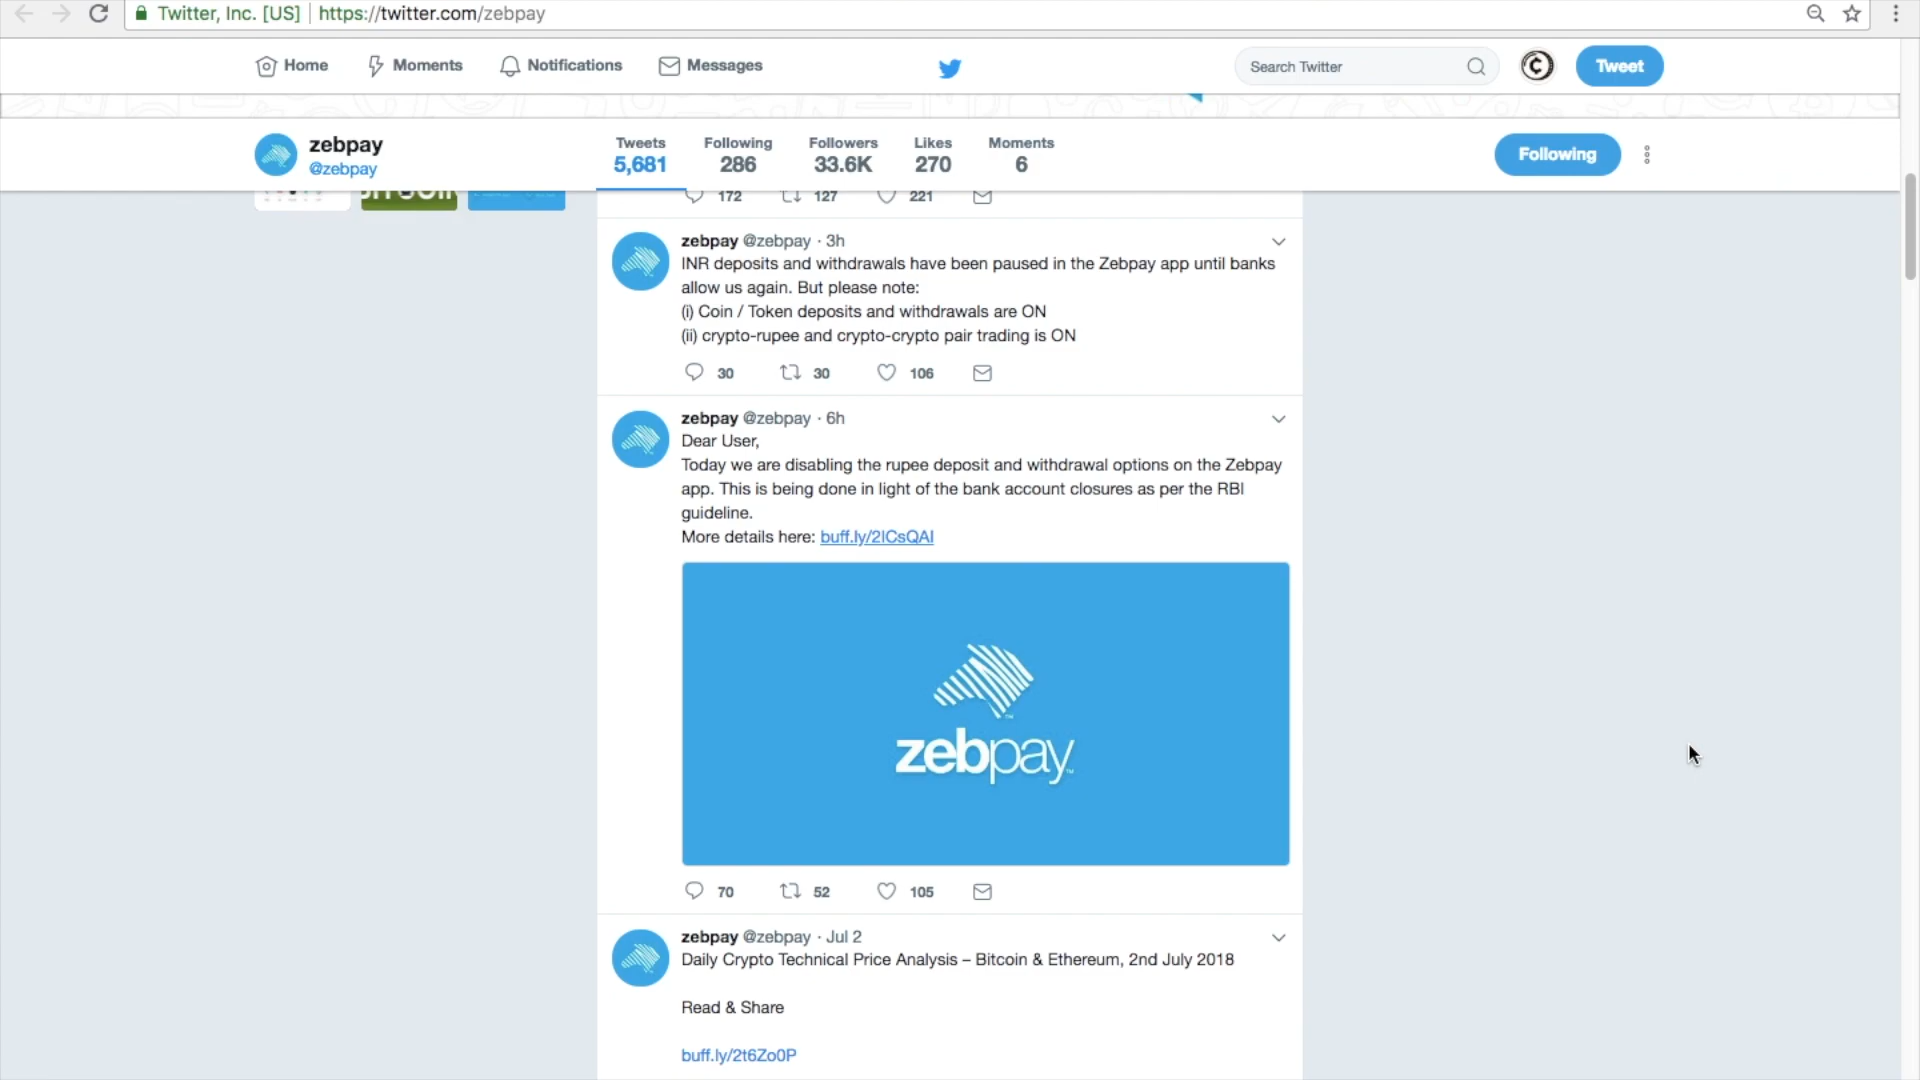 Twitter, Inc. [US] | https://twitter.com/zebpay
Home
Moments
Notifications
Messages
Search Twitter
Tweet
zebpay
@zebpay
Tweets
5,681
Following
286
Followers
33.6K
Likes
270
Moments
6
Following
172
127
221
zebpay @zebpay · 3h
INR deposits and withdrawals have been paused in the Zebpay app until banks
allow us again. But please note:
(i) Coin / Token deposits and withdrawals are ON
(ii) crypto-rupee and crypto-crypto pair trading is ON
30
30
106
zebpay @zebpay · 6h
Dear User,
Today we are disabling the rupee deposit and withdrawal options on the Zebpay
app. This is being done in light of the bank account closures as per the RBI
guideline.
More details here: buff.ly/2lCsQAI
zebpay™
70
52
105
zebpay @zebpay · Jul 2
Daily Crypto Technical Price Analysis – Bitcoin & Ethereum, 2nd July 2018
Read & Share
buff.ly/2t6Zo0P